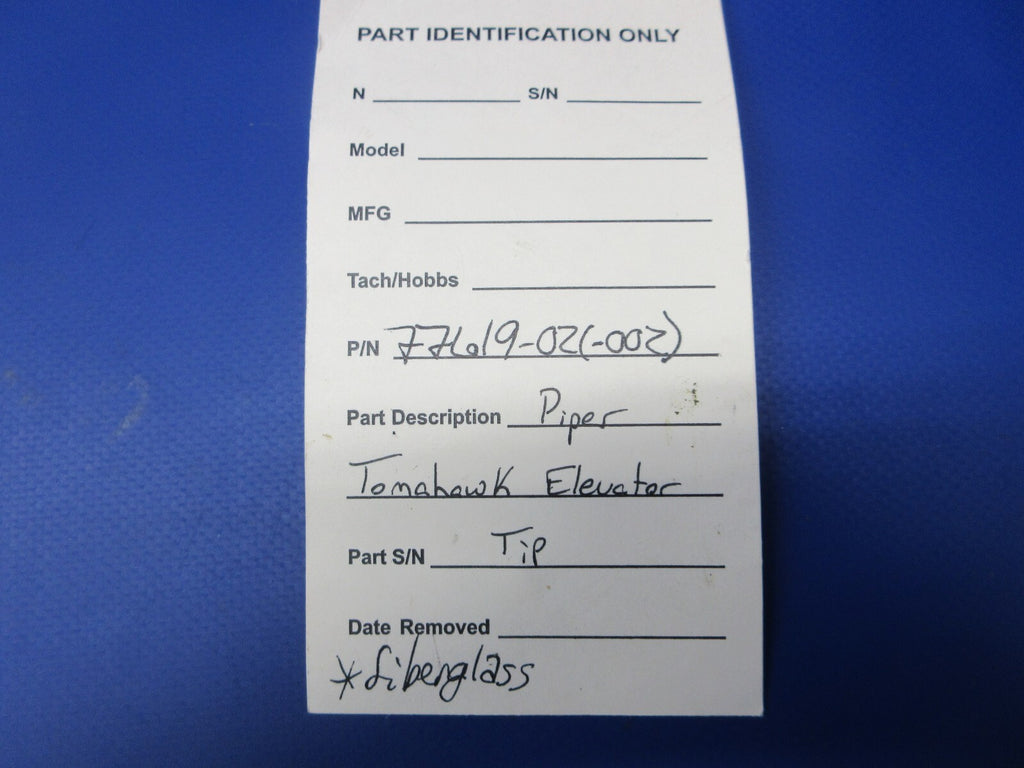 PART IDENTIFICATION ONLY
N S/N
Model
MFG
Tach/Hobbs
P/N 77619-02(-002)
Part Description Piper
Tomahawk Elevator
Part S/N Tip
Date Removed
*fiberglass